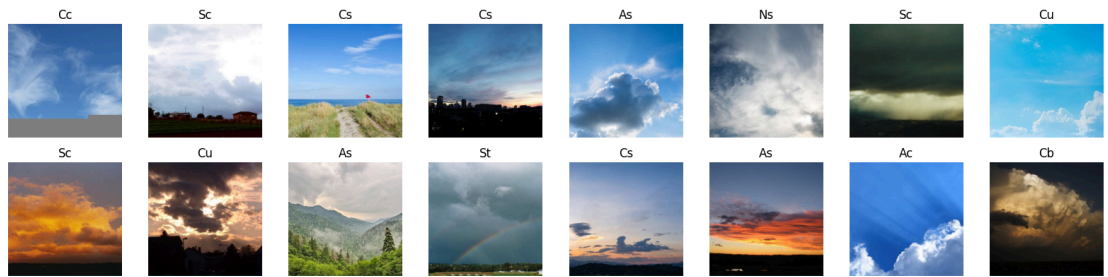 Cc Sc Cs Cs As Ns Sc Cu
Sc Cu As St Cs As Ac Cb